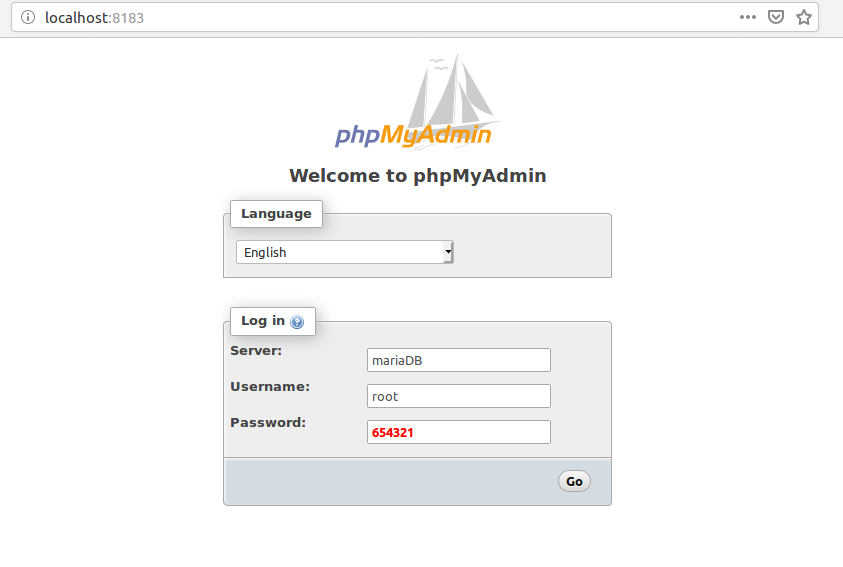 localhost:8183
phpMyAdmin
Welcome to phpMyAdmin
Language
English
Log in
Server:
mariaDB
Username:
root
Password:
654321
Go